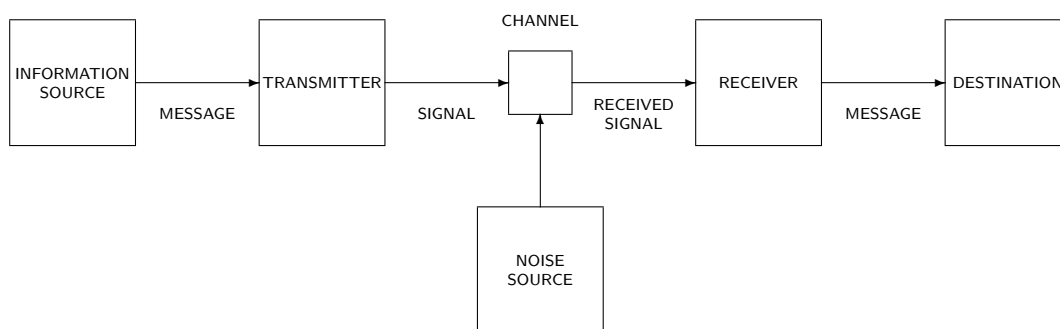 CHANNEL
INFORMATION
SOURCE
MESSAGE
TRANSMITTER
SIGNAL
RECEIVED
SIGNAL
RECEIVER
MESSAGE
DESTINATION
NOISE
SOURCE